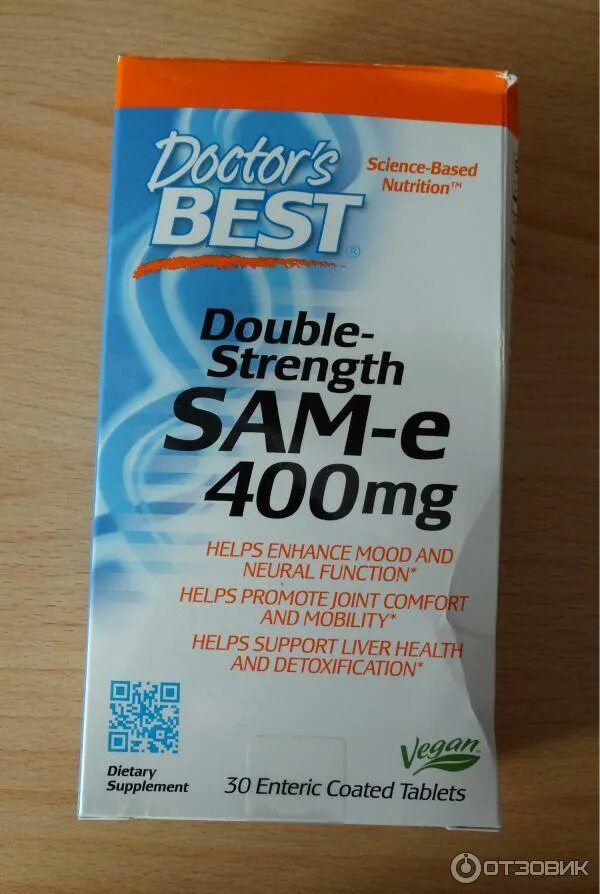 Doctor's
BEST®
Science-Based
Nutrition™
Double-
Strength
SAM-e
400mg
HELPS ENHANCE MOOD AND
NEURAL FUNCTION*
HELPS PROMOTE JOINT COMFORT
AND MOBILITY*
HELPS SUPPORT LIVER HEALTH
AND DETOXIFICATION*
Vegan™
Dietary
Supplement
30 Enteric Coated Tablets
ОТЗОВИК